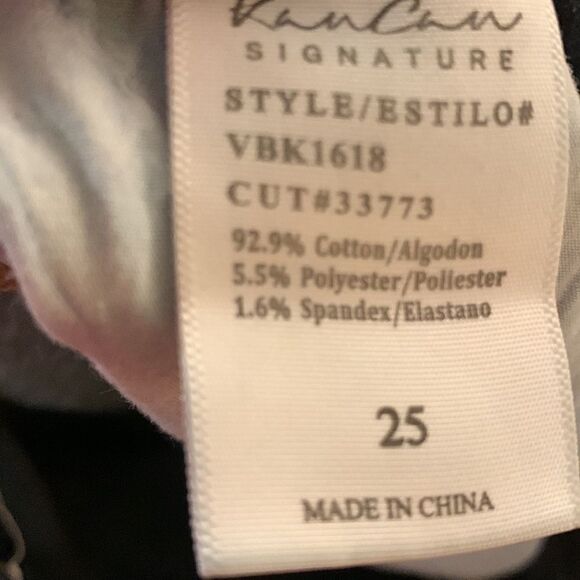 KanCan
SIGNATURE
STYLE/ESTILO#
VBK1618
CUT#33773
92.9% Cotton/Algodon
5.5% Polyester/Poliester
1.6% Spandex/Elastano
25
MADE IN CHINA